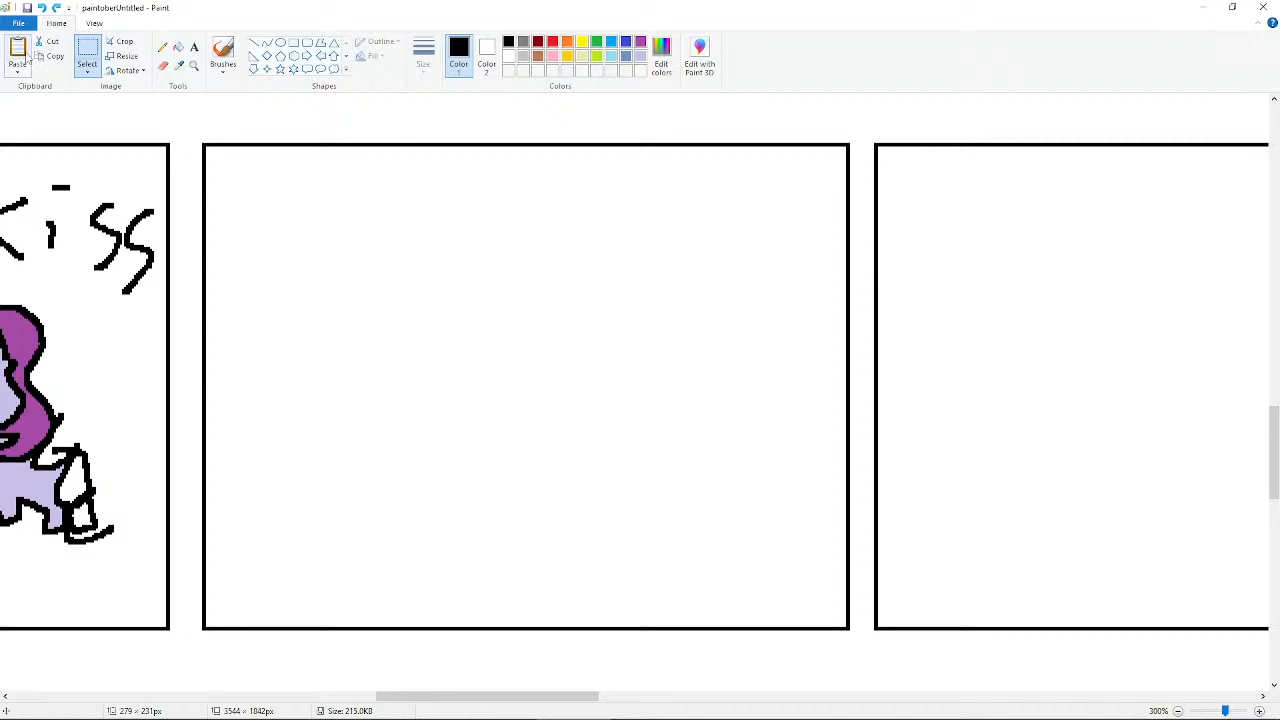 paintoberUntitled - Paint
File Home View
Paste Cut Copy Clipboard
Select Crop Resize Rotate Image
Tools
Brushes
Shapes Outline Fill
Size
Color 1 Color 2 Edit colors Colors
Edit with Paint 3D
Kiss
279 × 231px 3544 × 1842px Size: 215.0KB 300%